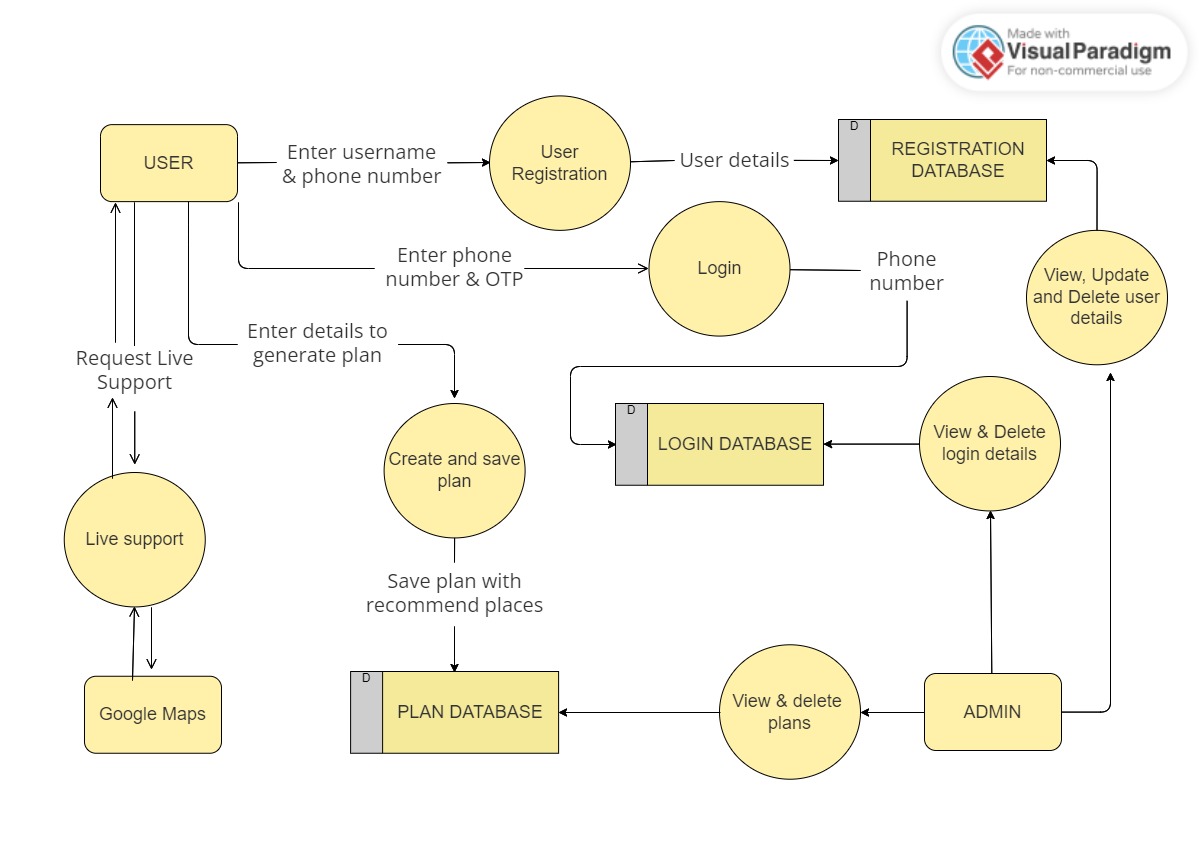 Made with
Visual Paradigm
For non-commercial use
USER
Enter username
& phone number
User
Registration
User details
D
REGISTRATION
DATABASE
Enter phone
number & OTP
Login
Phone
number
View, Update
and Delete user
details
Enter details to
generate plan
Request Live
Support
Create and save
plan
D
LOGIN DATABASE
View & Delete
login details
Live support
Save plan with
recommend places
Google Maps
D
PLAN DATABASE
View & delete
plans
ADMIN